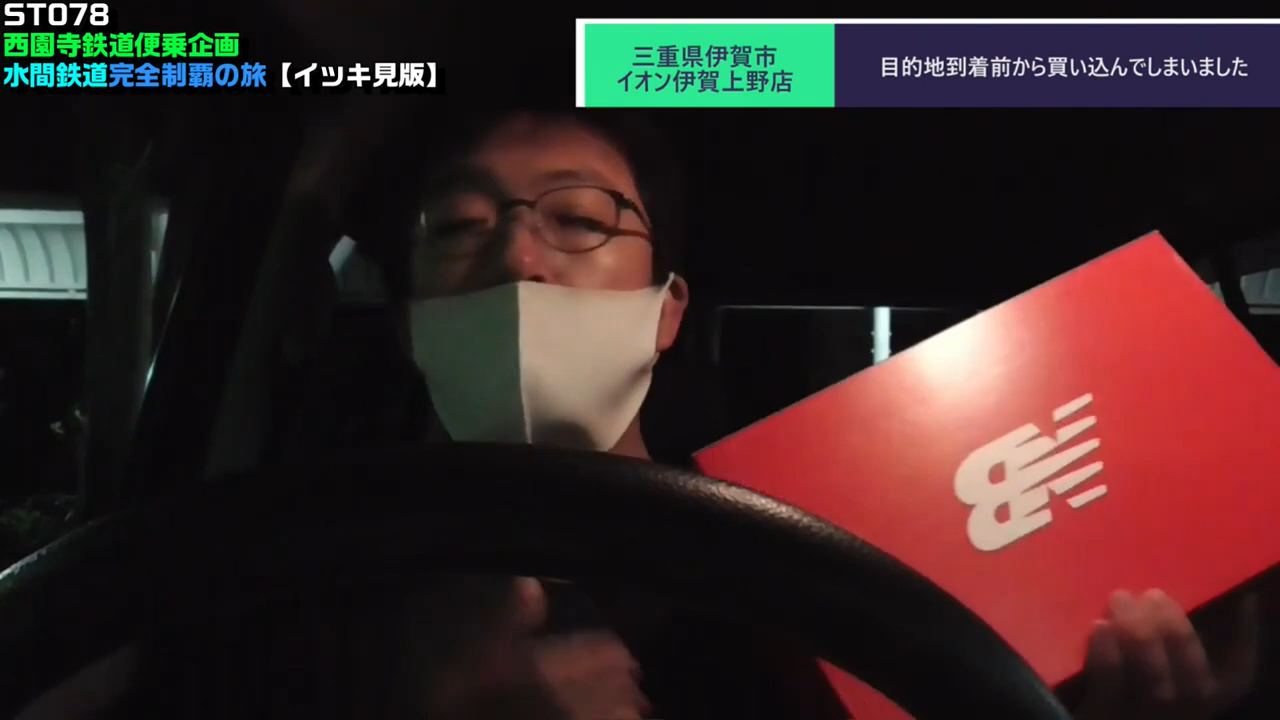 ST078
西園寺鉄道便乗企画
水間鉄道完全制覇の旅【イッキ見版】
三重県伊賀市
イオン伊賀上野店
目的地到着前から買い込んでしまいました
NB